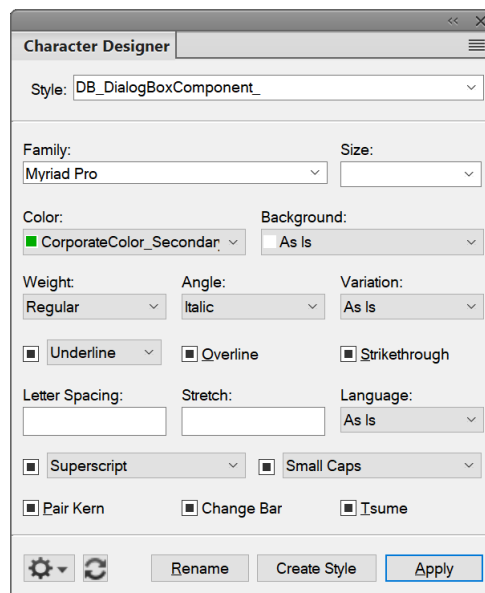 Character Designer
Style: DB_DialogBoxComponent_
Family: Size:
Myriad Pro
Color: Background:
CorporateColor_Secondar As Is
Weight: Angle: Variation:
Regular Italic As Is
Underline Overline Strikethrough
Letter Spacing: Stretch: Language:
As Is
Superscript Small Caps
Pair Kern Change Bar Tsume
Rename Create Style Apply